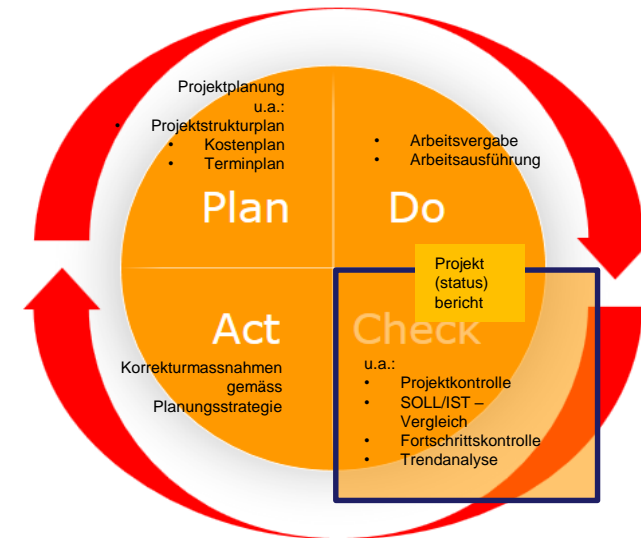 Projektplanung
u.a.:
• Projektstrukturplan
• Kostenplan
• Terminplan
Plan
• Arbeitsvergabe
• Arbeitsausführung
Do
Projekt
(status)
bericht
Act
Korrekturmassnahmen
gemäss
Planungsstrategie
Check
u.a.:
• Projektkontrolle
• SOLL/IST –
Vergleich
• Fortschrittskontrolle
• Trendanalyse